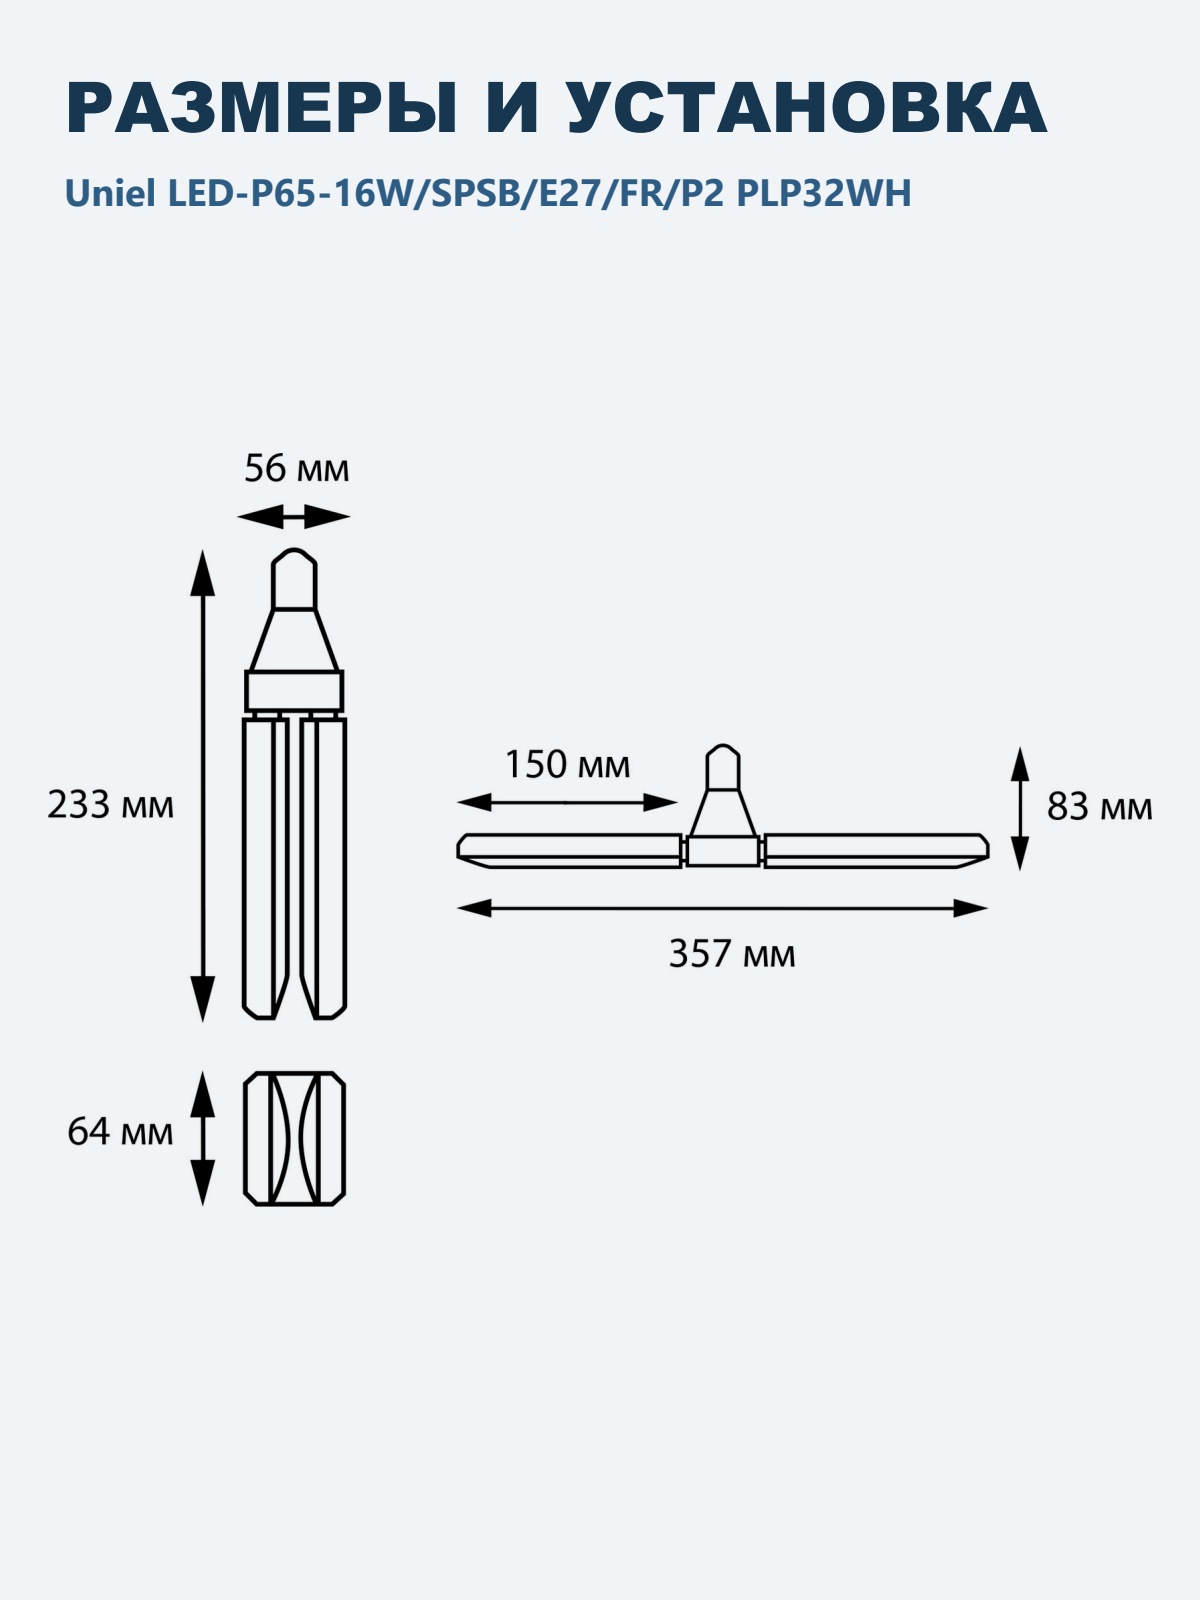 РАЗМЕРЫ И УСТАНОВКА
Uniel LED-P65-16W/SPSB/E27/FR/P2 PLP32WH
56 мм
150 мм
233 мм
83 мм
357 мм
64 мм